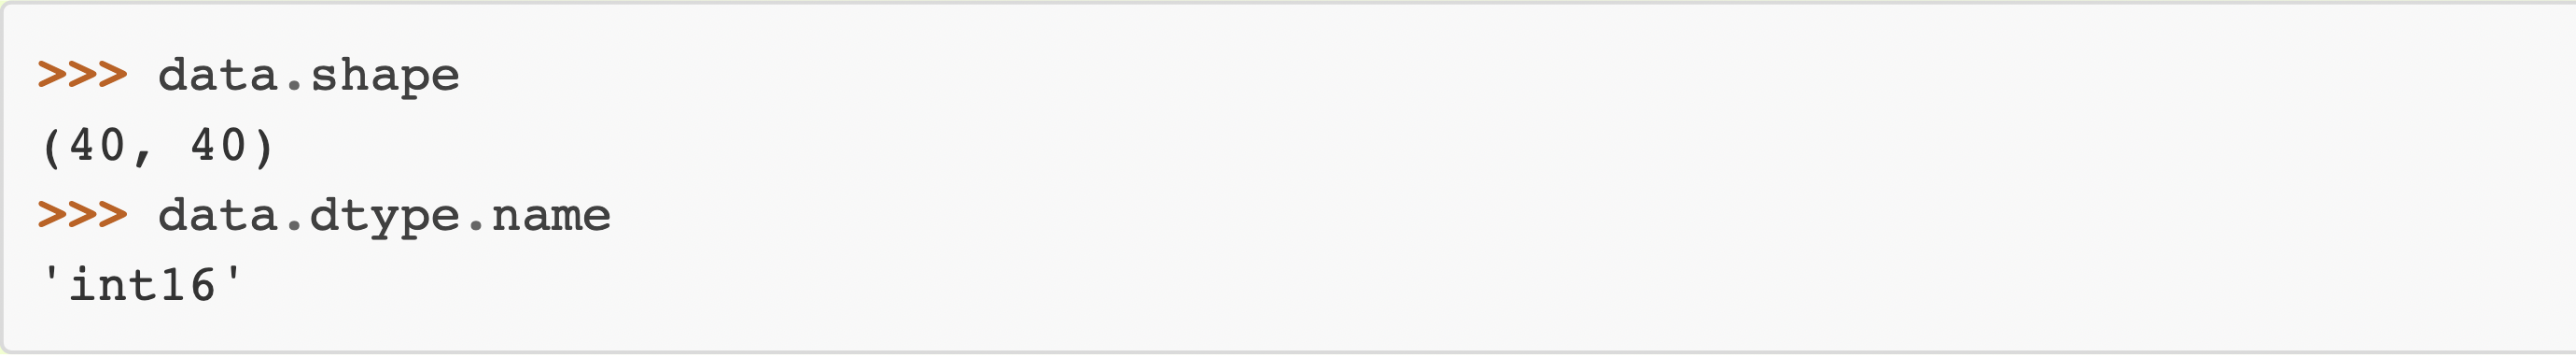 >>> data.shape
(40, 40)
>>> data.dtype.name
'int16'